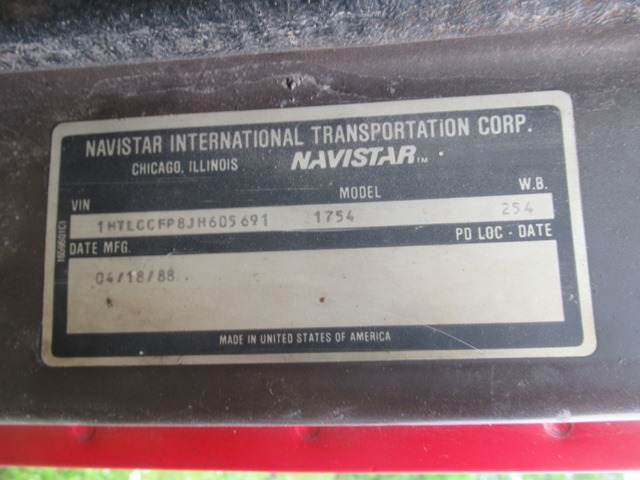 NAVISTAR INTERNATIONAL TRANSPORTATION CORP.
CHICAGO, ILLINOIS NAVISTAR™
VIN MODEL W.B.
1HTLCCFP8JH605691 1754 254
DATE MFG. PD LOC - DATE
04/18/88
MADE IN UNITED STATES OF AMERICA